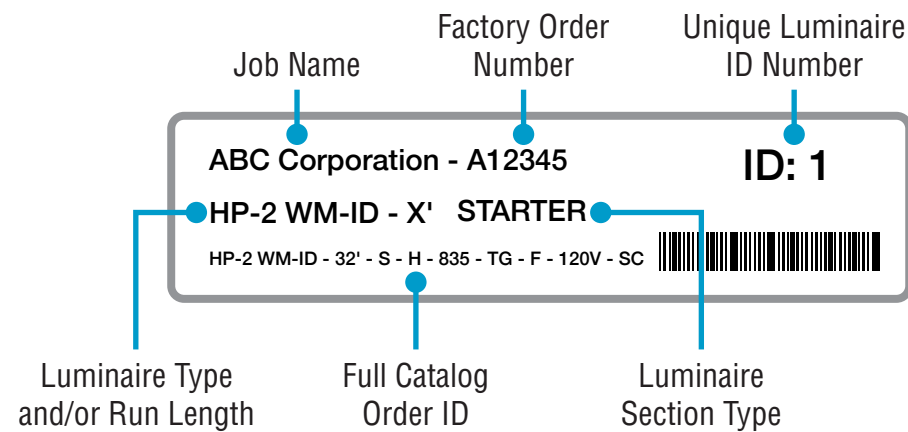 Factory Order
Number
Unique Luminaire
ID Number
Job Name
ABC Corporation - A12345
ID: 1
HP-2 WM-ID - X' STARTER
HP-2 WM-ID - 32' - S - H - 835 - TG - F - 120V - SC
Luminaire Type
and/or Run Length
Full Catalog
Order ID
Luminaire
Section Type